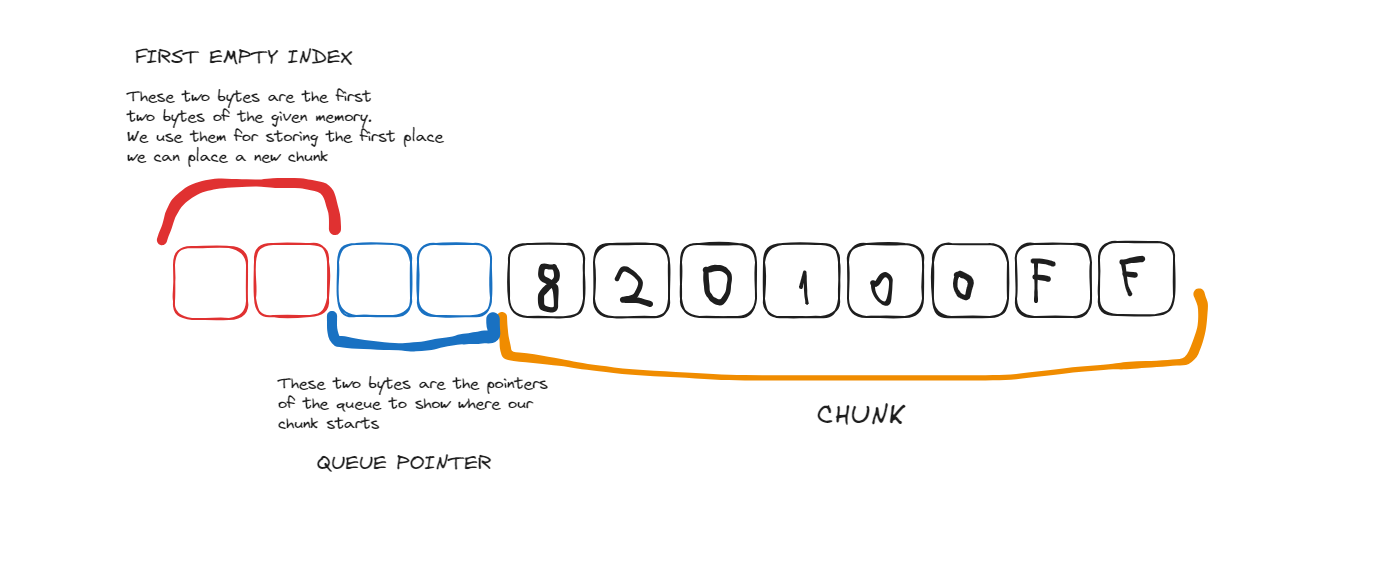 FIRST EMPTY INDEX
These two bytes are the first
two bytes of the given memory.
We use them for storing the first place
we can place a new chunk
8 2 0 1 0 0 F F
These two bytes are the pointers
of the queue to show where our
chunk starts
CHUNK
QUEUE POINTER